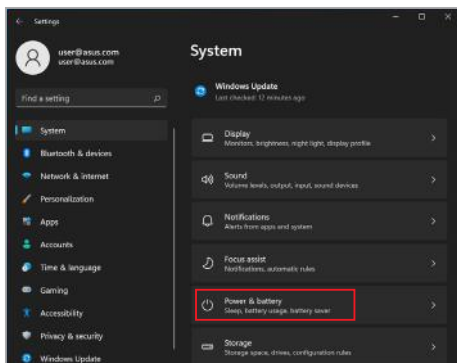 Settings
user@asus.com
user@asus.com
Find a setting
System
Bluetooth & devices
Network & internet
Personalization
Apps
Accounts
Time & language
Gaming
Accessibility
Privacy & security
Windows Update
System
Windows Update
Last checked: 12 minutes ago
Display
Monitors, brightness, night light, display profile
Sound
Volume levels, output, input, sound devices
Notifications
Alerts from apps and system
Focus assist
Notifications, automatic rules
Power & battery
Sleep, battery usage, battery saver
Storage
Storage space, drives, configuration rules